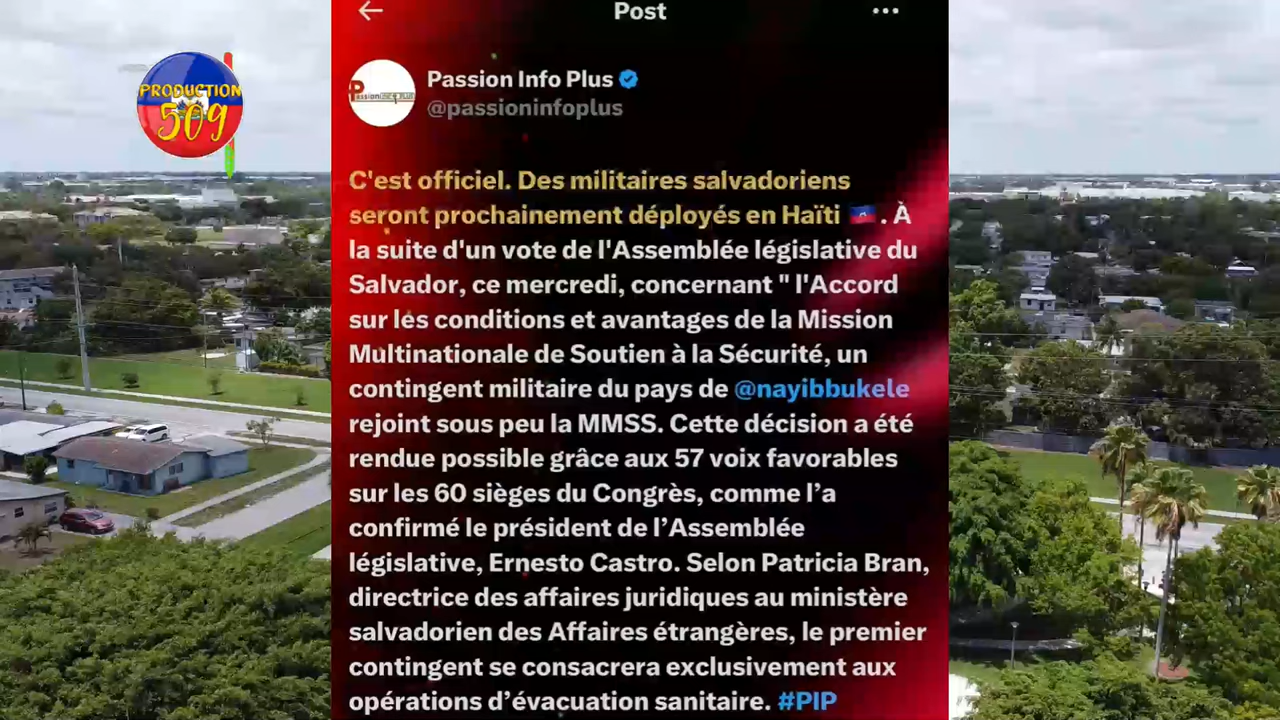 Post
PRODUCTION
509
Passion Info Plus
@passioninfoplus
C'est officiel. Des militaires salvadoriens
seront prochainement déployés en Haïti 🇭🇹. À
la suite d'un vote de l'Assemblée législative du
Salvador, ce mercredi, concernant " l'Accord
sur les conditions et avantages de la Mission
Multinationale de Soutien à la Sécurité, un
contingent militaire du pays de @nayibbukele
rejoint sous peu la MMSS. Cette décision a été
rendue possible grâce aux 57 voix favorables
sur les 60 sièges du Congrès, comme l’a
confirmé le président de l’Assemblée
législative, Ernesto Castro. Selon Patricia Bran,
directrice des affaires juridiques au ministère
salvadorien des Affaires étrangères, le premier
contingent se consacrera exclusivement aux
opérations d’évacuation sanitaire. #PIP